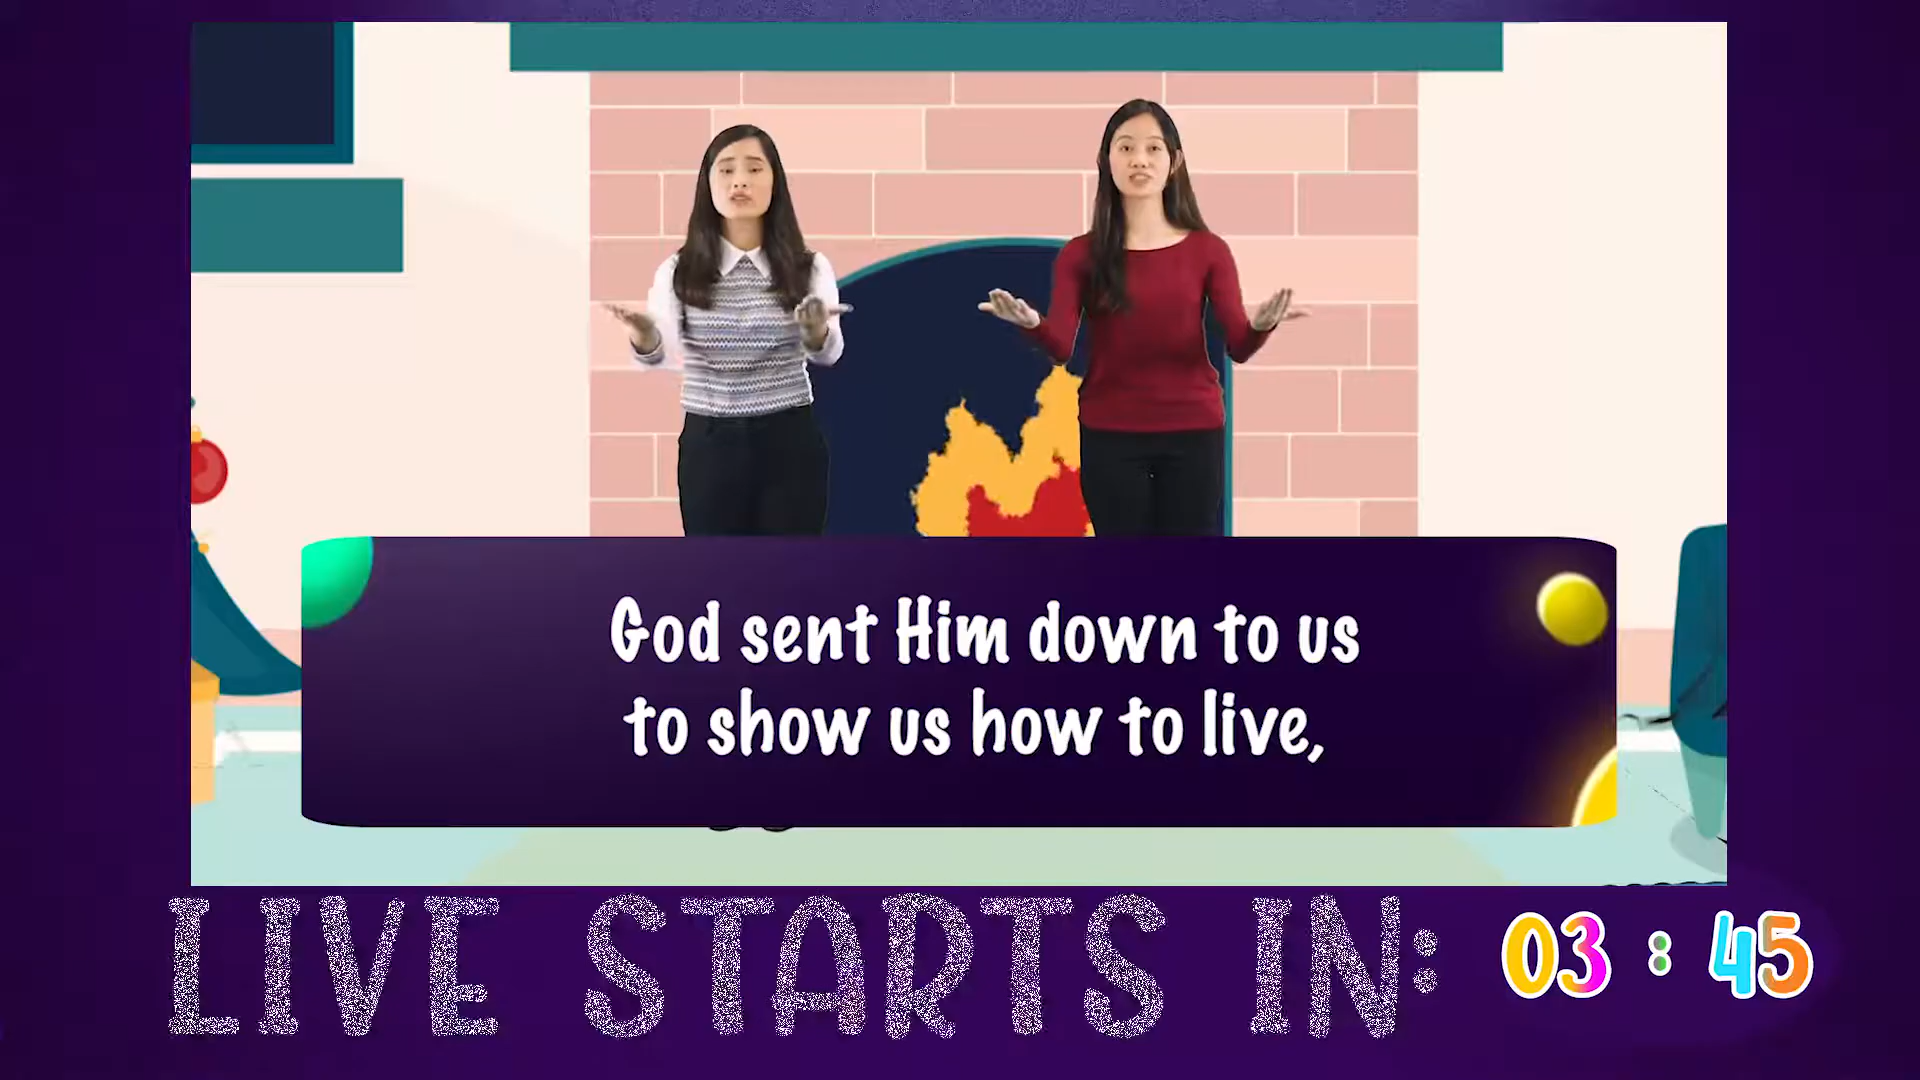 God sent Him down to us
to show us how to live,
LIVE STARTS IN: 03 : 45